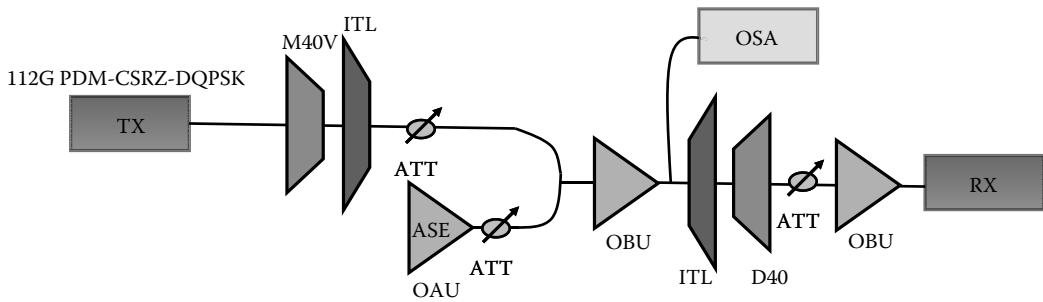 ITL
OSA
M40V
112G PDM-CSRZ-DQPSK
TX
ATT
RX
ASE
ATT
OAU
OBU
ITL
D40
ATT
OBU